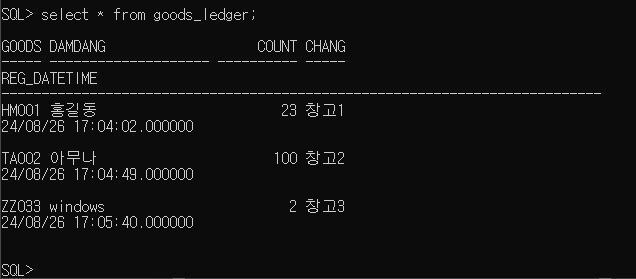 SQL> select * from goods_ledger;
GOODS DAMDANG                   COUNT CHANG
----- -------------------- ---------- -----
REG_DATETIME
---------------------------------------------------------------------------
HM001 홍길동                       23 창고1
24/08/26 17:04:02.000000
TA002 아무나                      100 창고2
24/08/26 17:04:49.000000
ZZ033 windows                       2 창고3
24/08/26 17:05:40.000000
SQL>